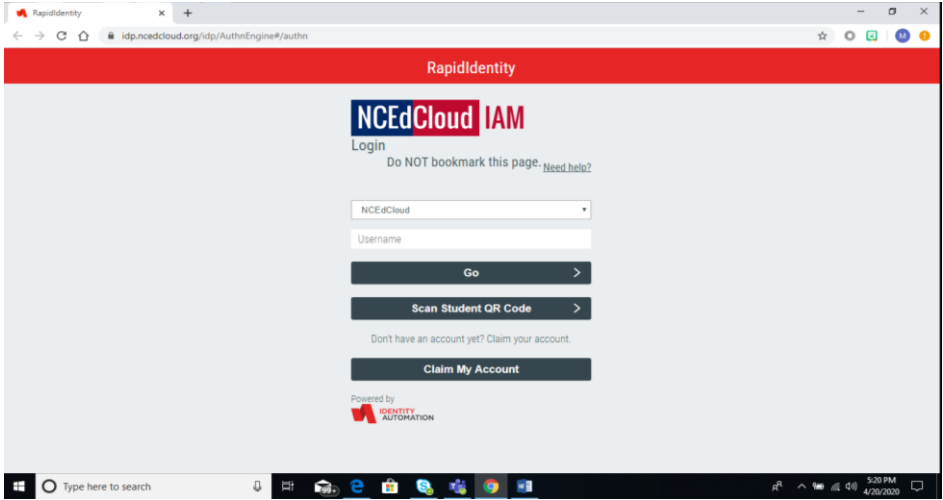 RapidIdentity
idp.ncedcloud.org/idp/AuthnEngine#/authn
M
RapidIdentity
NCEdCloud IAM
Login
Do NOT bookmark this page. Need help?
NCEdCloud
Username
Go
Scan Student QR Code
Don't have an account yet? Claim your account.
Claim My Account
Powered by
IDENTITY
AUTOMATION
Type here to search
5:20 PM
4/20/2020